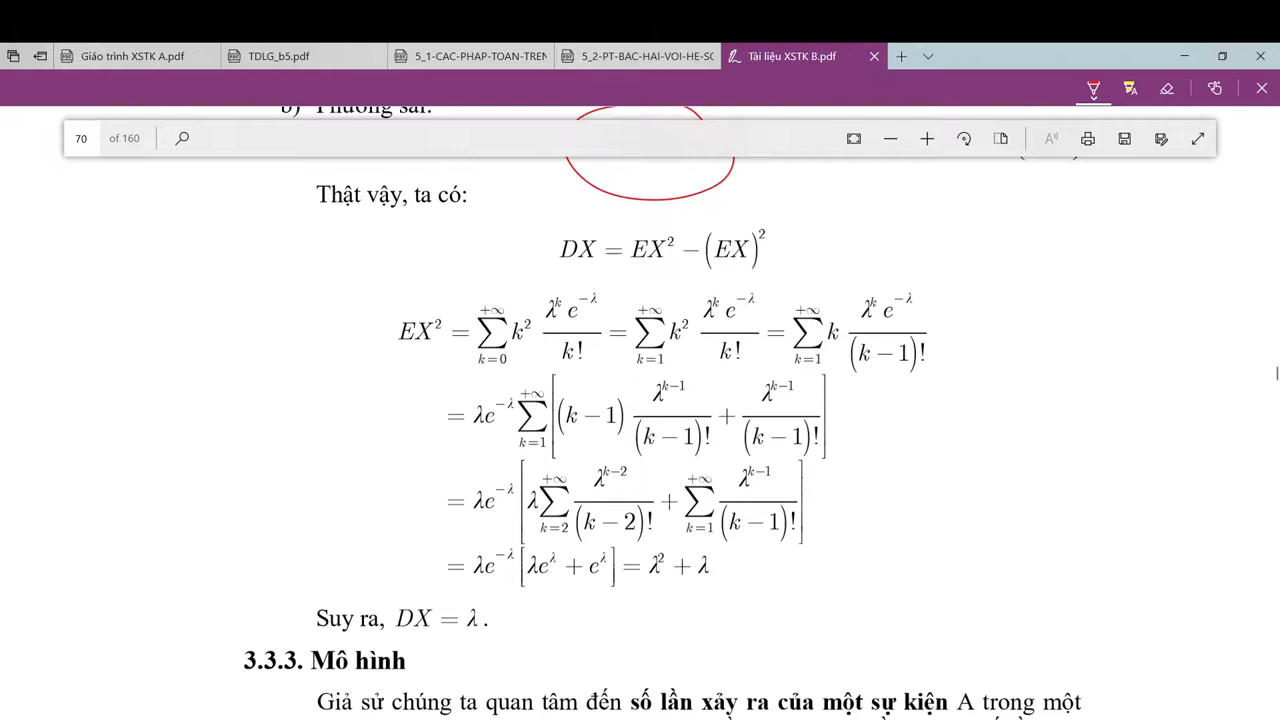 Giáo trình XSTK A.pdf
TDLG_b5.pdf
5_1-CAC-PHAP-TOAN-TREN
5_2-PT-BAC-HAI-VOI-HE-SC
Tài liệu XSTK B.pdf
b) Phương sai:
70 of 160
Thật vậy, ta có:
DX = EX² − (EX)²
EX² = ∑_{k=0}^{+∞} k² (λ^k e^{−λ})/k! = ∑_{k=1}^{+∞} k² (λ^k e^{−λ})/k! = ∑_{k=1}^{+∞} k (λ^k e^{−λ})/(k − 1)!
= λe^{−λ} ∑_{k=1}^{+∞} [(k − 1) λ^{k−1}/(k − 1)! + λ^{k−1}/(k − 1)!]
= λe^{−λ} [λ ∑_{k=2}^{+∞} λ^{k−2}/(k − 2)! + ∑_{k=1}^{+∞} λ^{k−1}/(k − 1)!]
= λe^{−λ} [λe^λ + e^λ] = λ² + λ
Suy ra, DX = λ.
3.3.3. Mô hình
Giả sử chúng ta quan tâm đến số lần xảy ra của một sự kiện A trong một